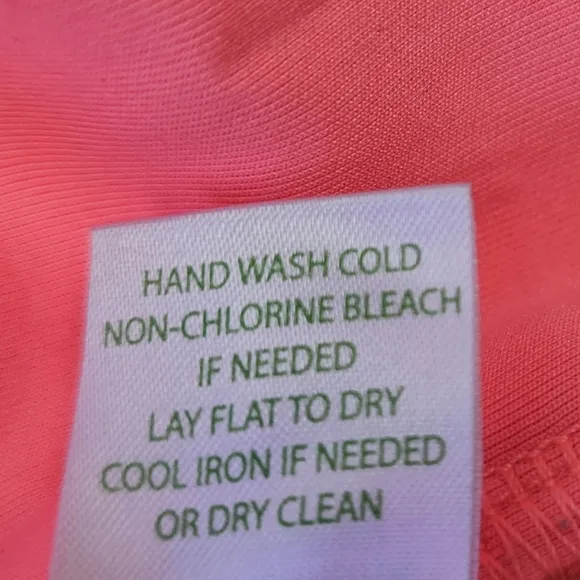 HAND WASH COLD
NON-CHLORINE BLEACH
IF NEEDED
LAY FLAT TO DRY
COOL IRON IF NEEDED
OR DRY CLEAN